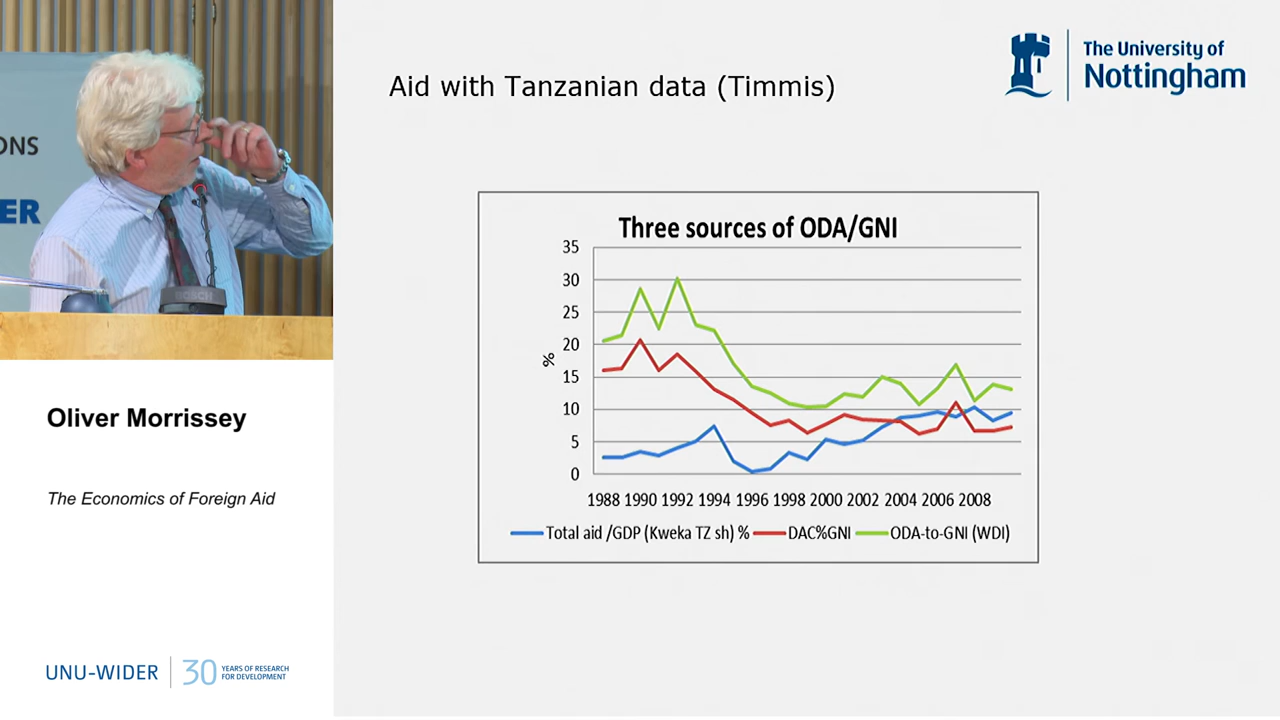 ONS
ER
BOSCH
Oliver Morrissey
The Economics of Foreign Aid
UNU-WIDER
30
YEARS OF RESEARCH
FOR DEVELOPMENT
Aid with Tanzanian data (Timmis)
The University of
Nottingham
Three sources of ODA/GNI
35
30
25
20
15
10
5
0
%
1988 1990 1992 1994 1996 1998 2000 2002 2004 2006 2008
Total aid /GDP (Kweka TZ sh) % DAC%GNI ODA-to-GNI (WDI)